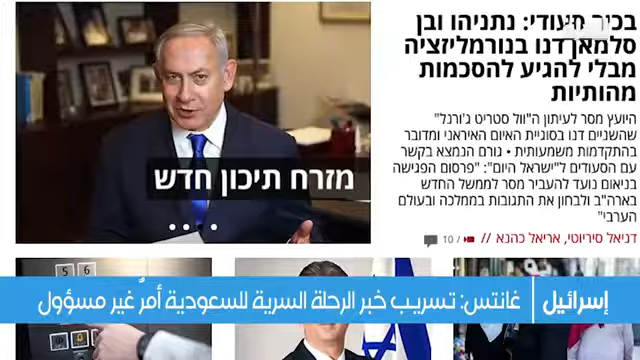 בכיר סעודי: נתניהו ובן
סלמאן דנו בנורמליזציה
מבלי להגיע להסכמות
מהותיות
היועץ מסר לעיתון ה"וול סטריט ג'ורנל"
שהשניים דנו בסוגיית האיום האיראני ומדובר
בהתקדמות משמעותית • גורם הנמצא בקשר
עם הסעודים ל"ישראל היום": "פרסום הפגישה
בניאום נועד להעביר מסר לממשל החדש
בארה"ב ולבחון את התגובות בממלכה ובעולם
הערבי"
דניאל סיריוטי, אריאל כהנא // 10 /
מזרח תיכון חדש
إسرائيل | غانتس: تسريب خبر الرحلة السرية للسعودية أمرٌ غير مسؤول
5 6